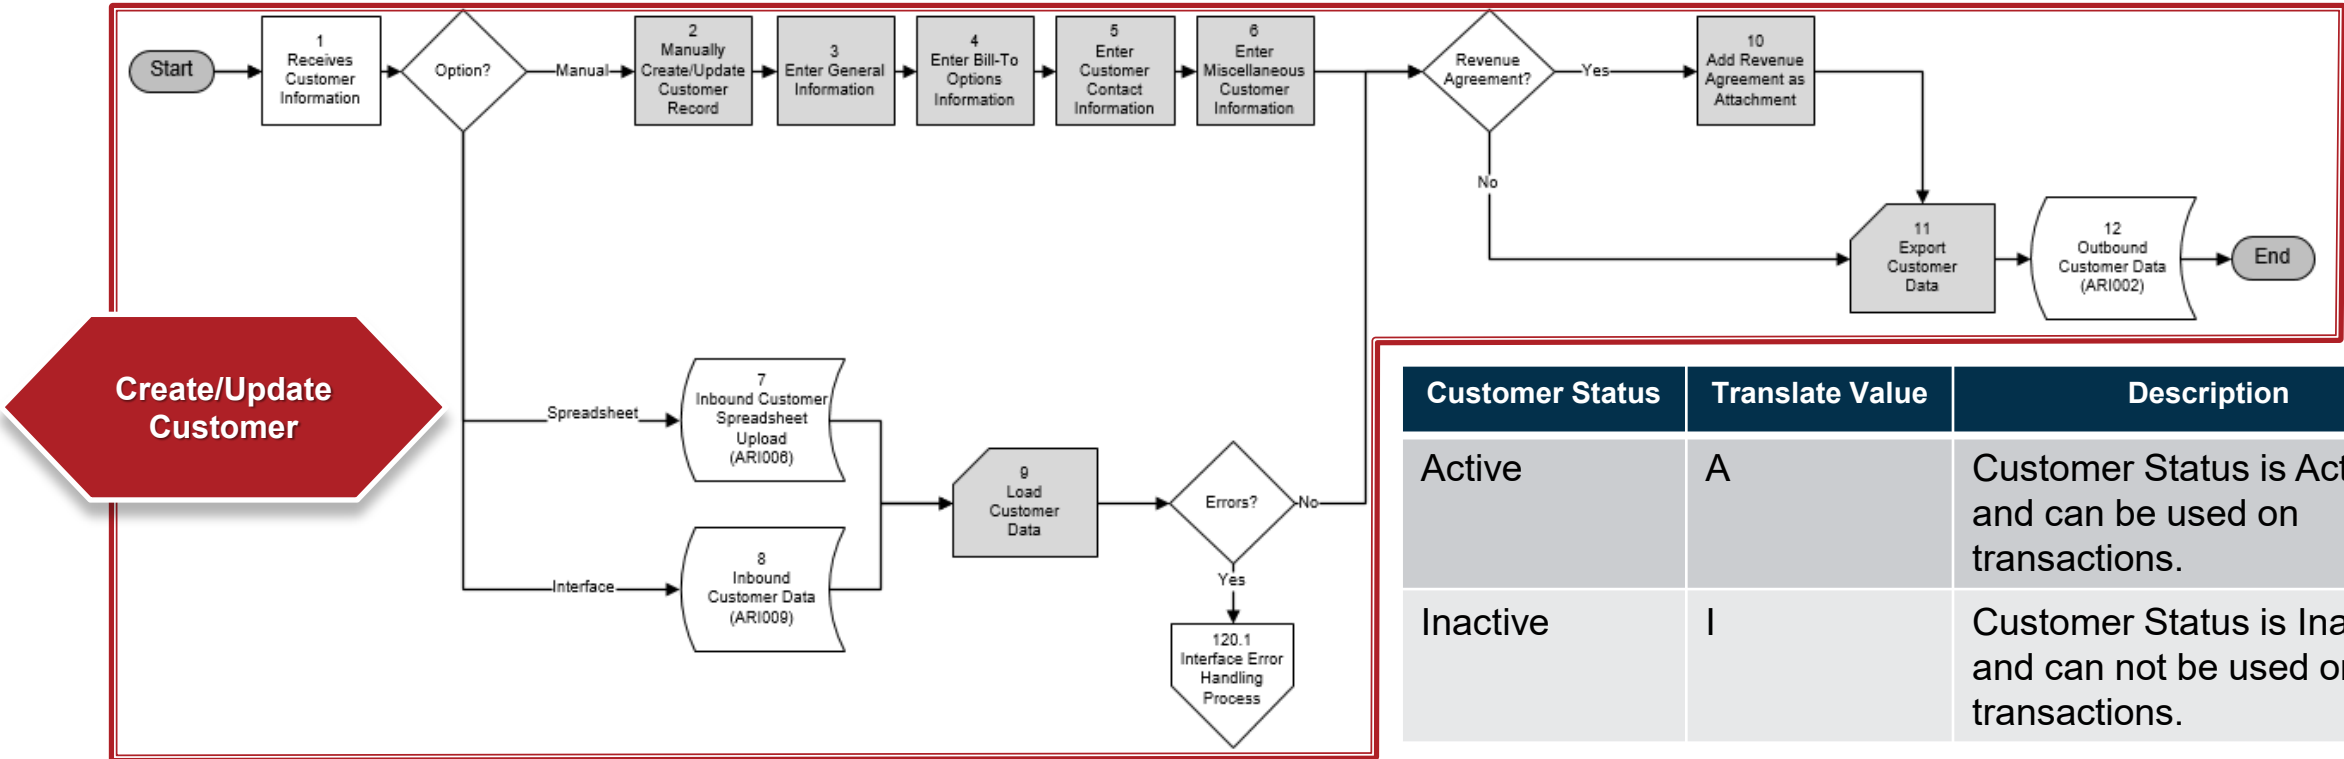 Start
1
Receives
Customer
Information
Option?
Manual
2
Manually
Create/Update
Customer
Record
3
Enter General
Information
4
Enter Bill-To
Options
Information
5
Enter
Customer
Contact
Information
6
Enter
Miscellaneous
Customer
Information
Revenue
Agreement?
Yes
10
Add Revenue
Agreement as
Attachment
No
11
Export
Customer
Data
12
Outbound
Customer Data
(ARI002)
End
Create/Update
Customer
Spreadsheet
7
Inbound Customer
Spreadsheet
Upload
(ARI006)
Interface
8
Inbound
Customer Data
(ARI009)
9
Load
Customer
Data
Errors?
No
Yes
120.1
Interface Error
Handling
Process
Customer Status Translate Value Description
Active A Customer Status is
and can be used on
transactions.
Inactive I Customer Status is
and can not be used
transactions.